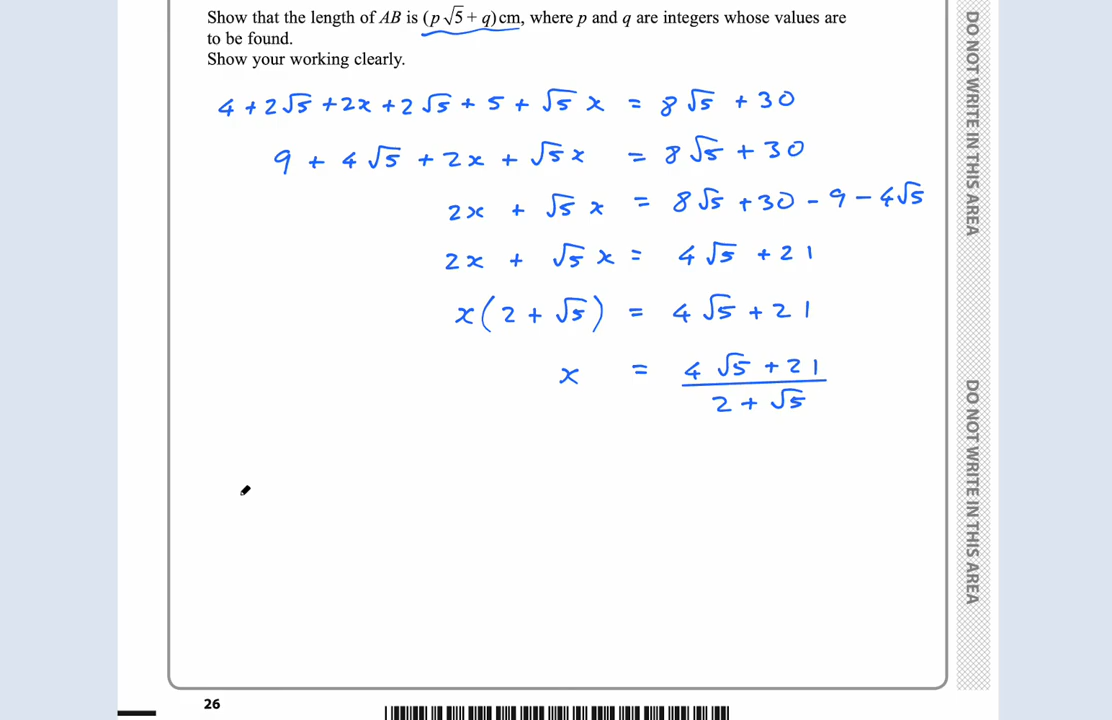 Show that the length of AB is (p√5 + q) cm, where p and q are integers whose values are
to be found.
Show your working clearly.
4 + 2√5 + 2x + 2√5 + 5 + √5 x = 8√5 + 30
9 + 4√5 + 2x + √5 x = 8√5 + 30
2x + √5 x = 8√5 + 30 - 9 - 4√5
2x + √5 x = 4√5 + 21
x(2 + √5) = 4√5 + 21
x = 4√5 + 21
2 + √5
DO NOT WRITE IN THIS AREA
DO NOT WRITE IN THIS AREA
26